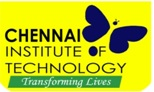 CHENNAI
INSTITUTE OF
TECHNOLOGY
Transforming Lives